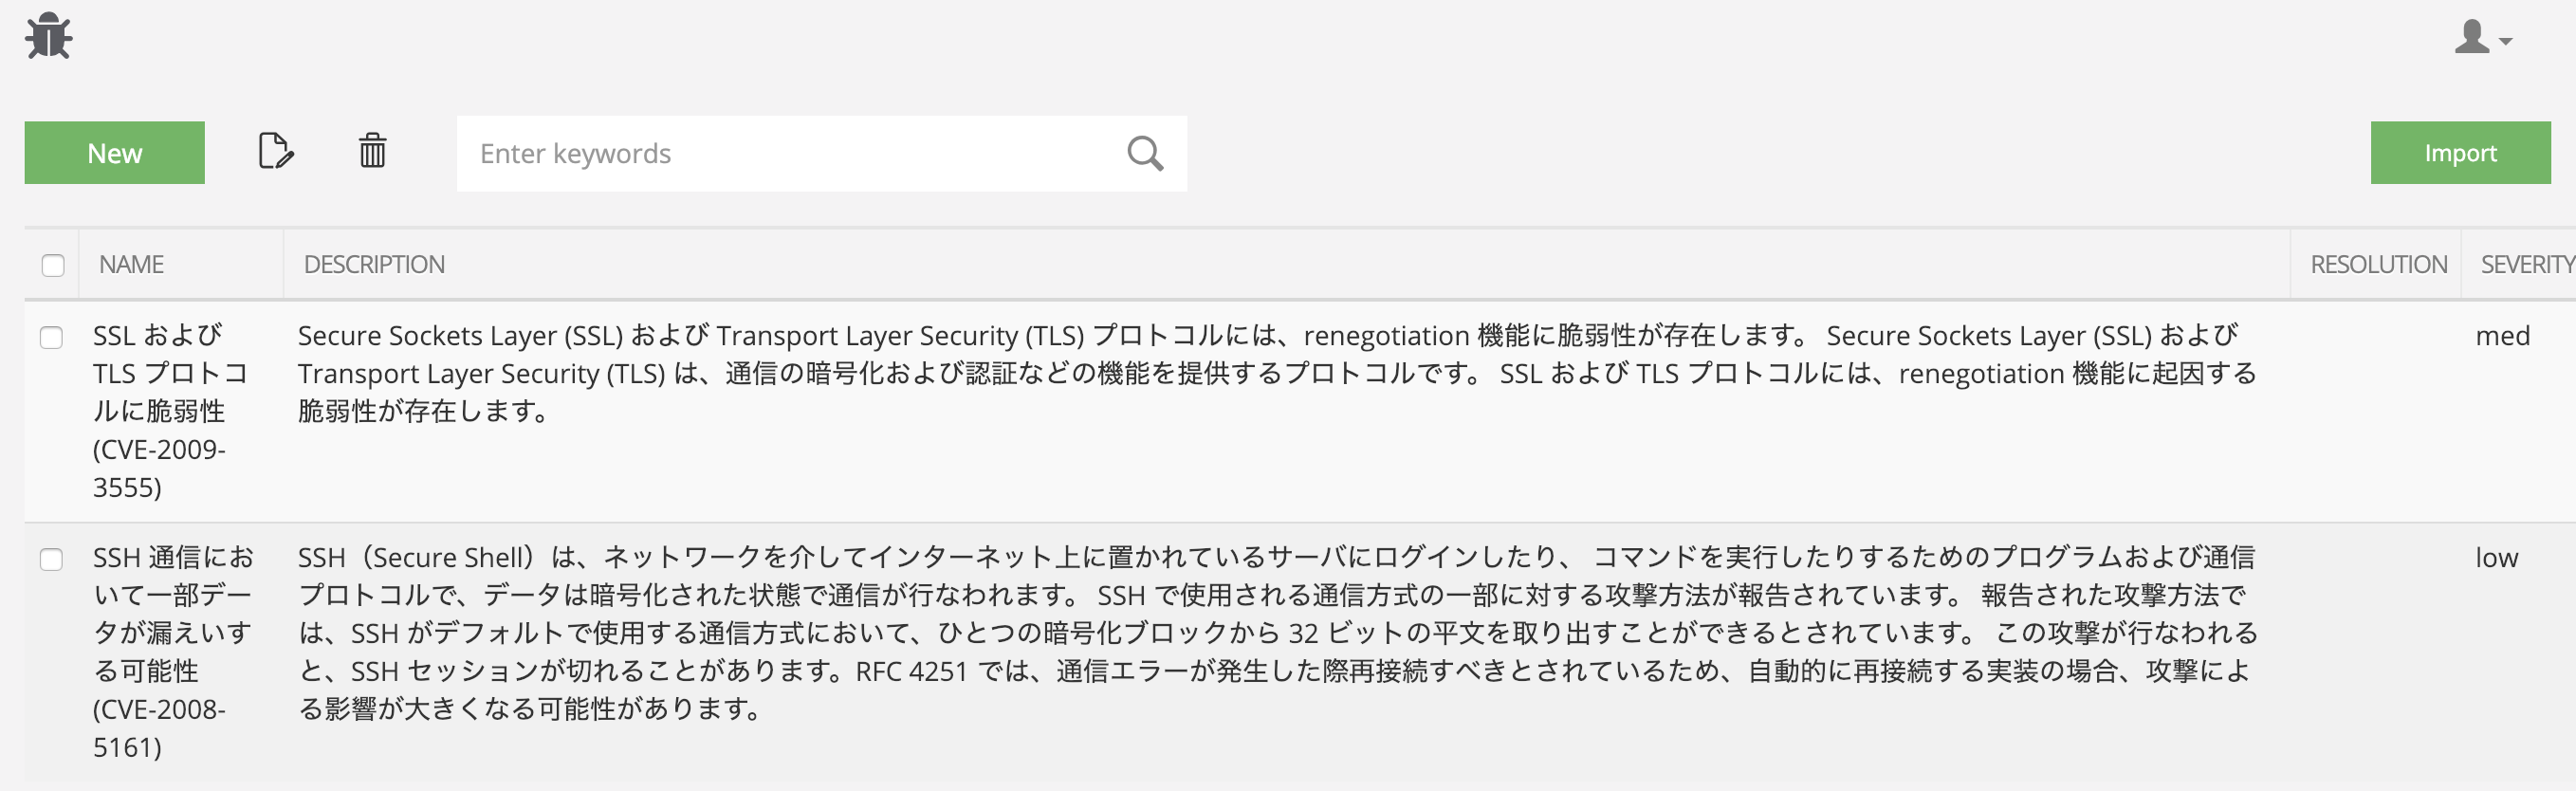 New
Enter keywords
Import
NAME
DESCRIPTION
RESOLUTION
SEVERITY
SSL および
TLS プロトコ
ルに脆弱性
(CVE-2009-
3555)
Secure Sockets Layer (SSL) および Transport Layer Security (TLS) プロトコルには、renegotiation 機能に脆弱性が存在します。 Secure Sockets Layer (SSL) および
Transport Layer Security (TLS) は、通信の暗号化および認証などの機能を提供するプロトコルです。 SSL および TLS プロトコルには、renegotiation 機能に起因する
脆弱性が存在します。
med
SSH 通信にお
いて一部デー
タが漏えいす
る可能性
(CVE-2008-
5161)
SSH（Secure Shell）は、ネットワークを介してインターネット上に置かれているサーバにログインしたり、 コマンドを実行したりするためのプログラムおよび通信
プロトコルで、データは暗号化された状態で通信が行なわれます。 SSH で使用される通信方式の一部に対する攻撃方法が報告されています。 報告された攻撃方法で
は、SSH がデフォルトで使用する通信方式において、ひとつの暗号化ブロックから 32 ビットの平文を取り出すことができるとされています。 この攻撃が行なわれる
と、SSH セッションが切れることがあります。RFC 4251 では、通信エラーが発生した際再接続すべきとされているため、自動的に再接続する実装の場合、攻撃によ
る影響が大きくなる可能性があります。
low